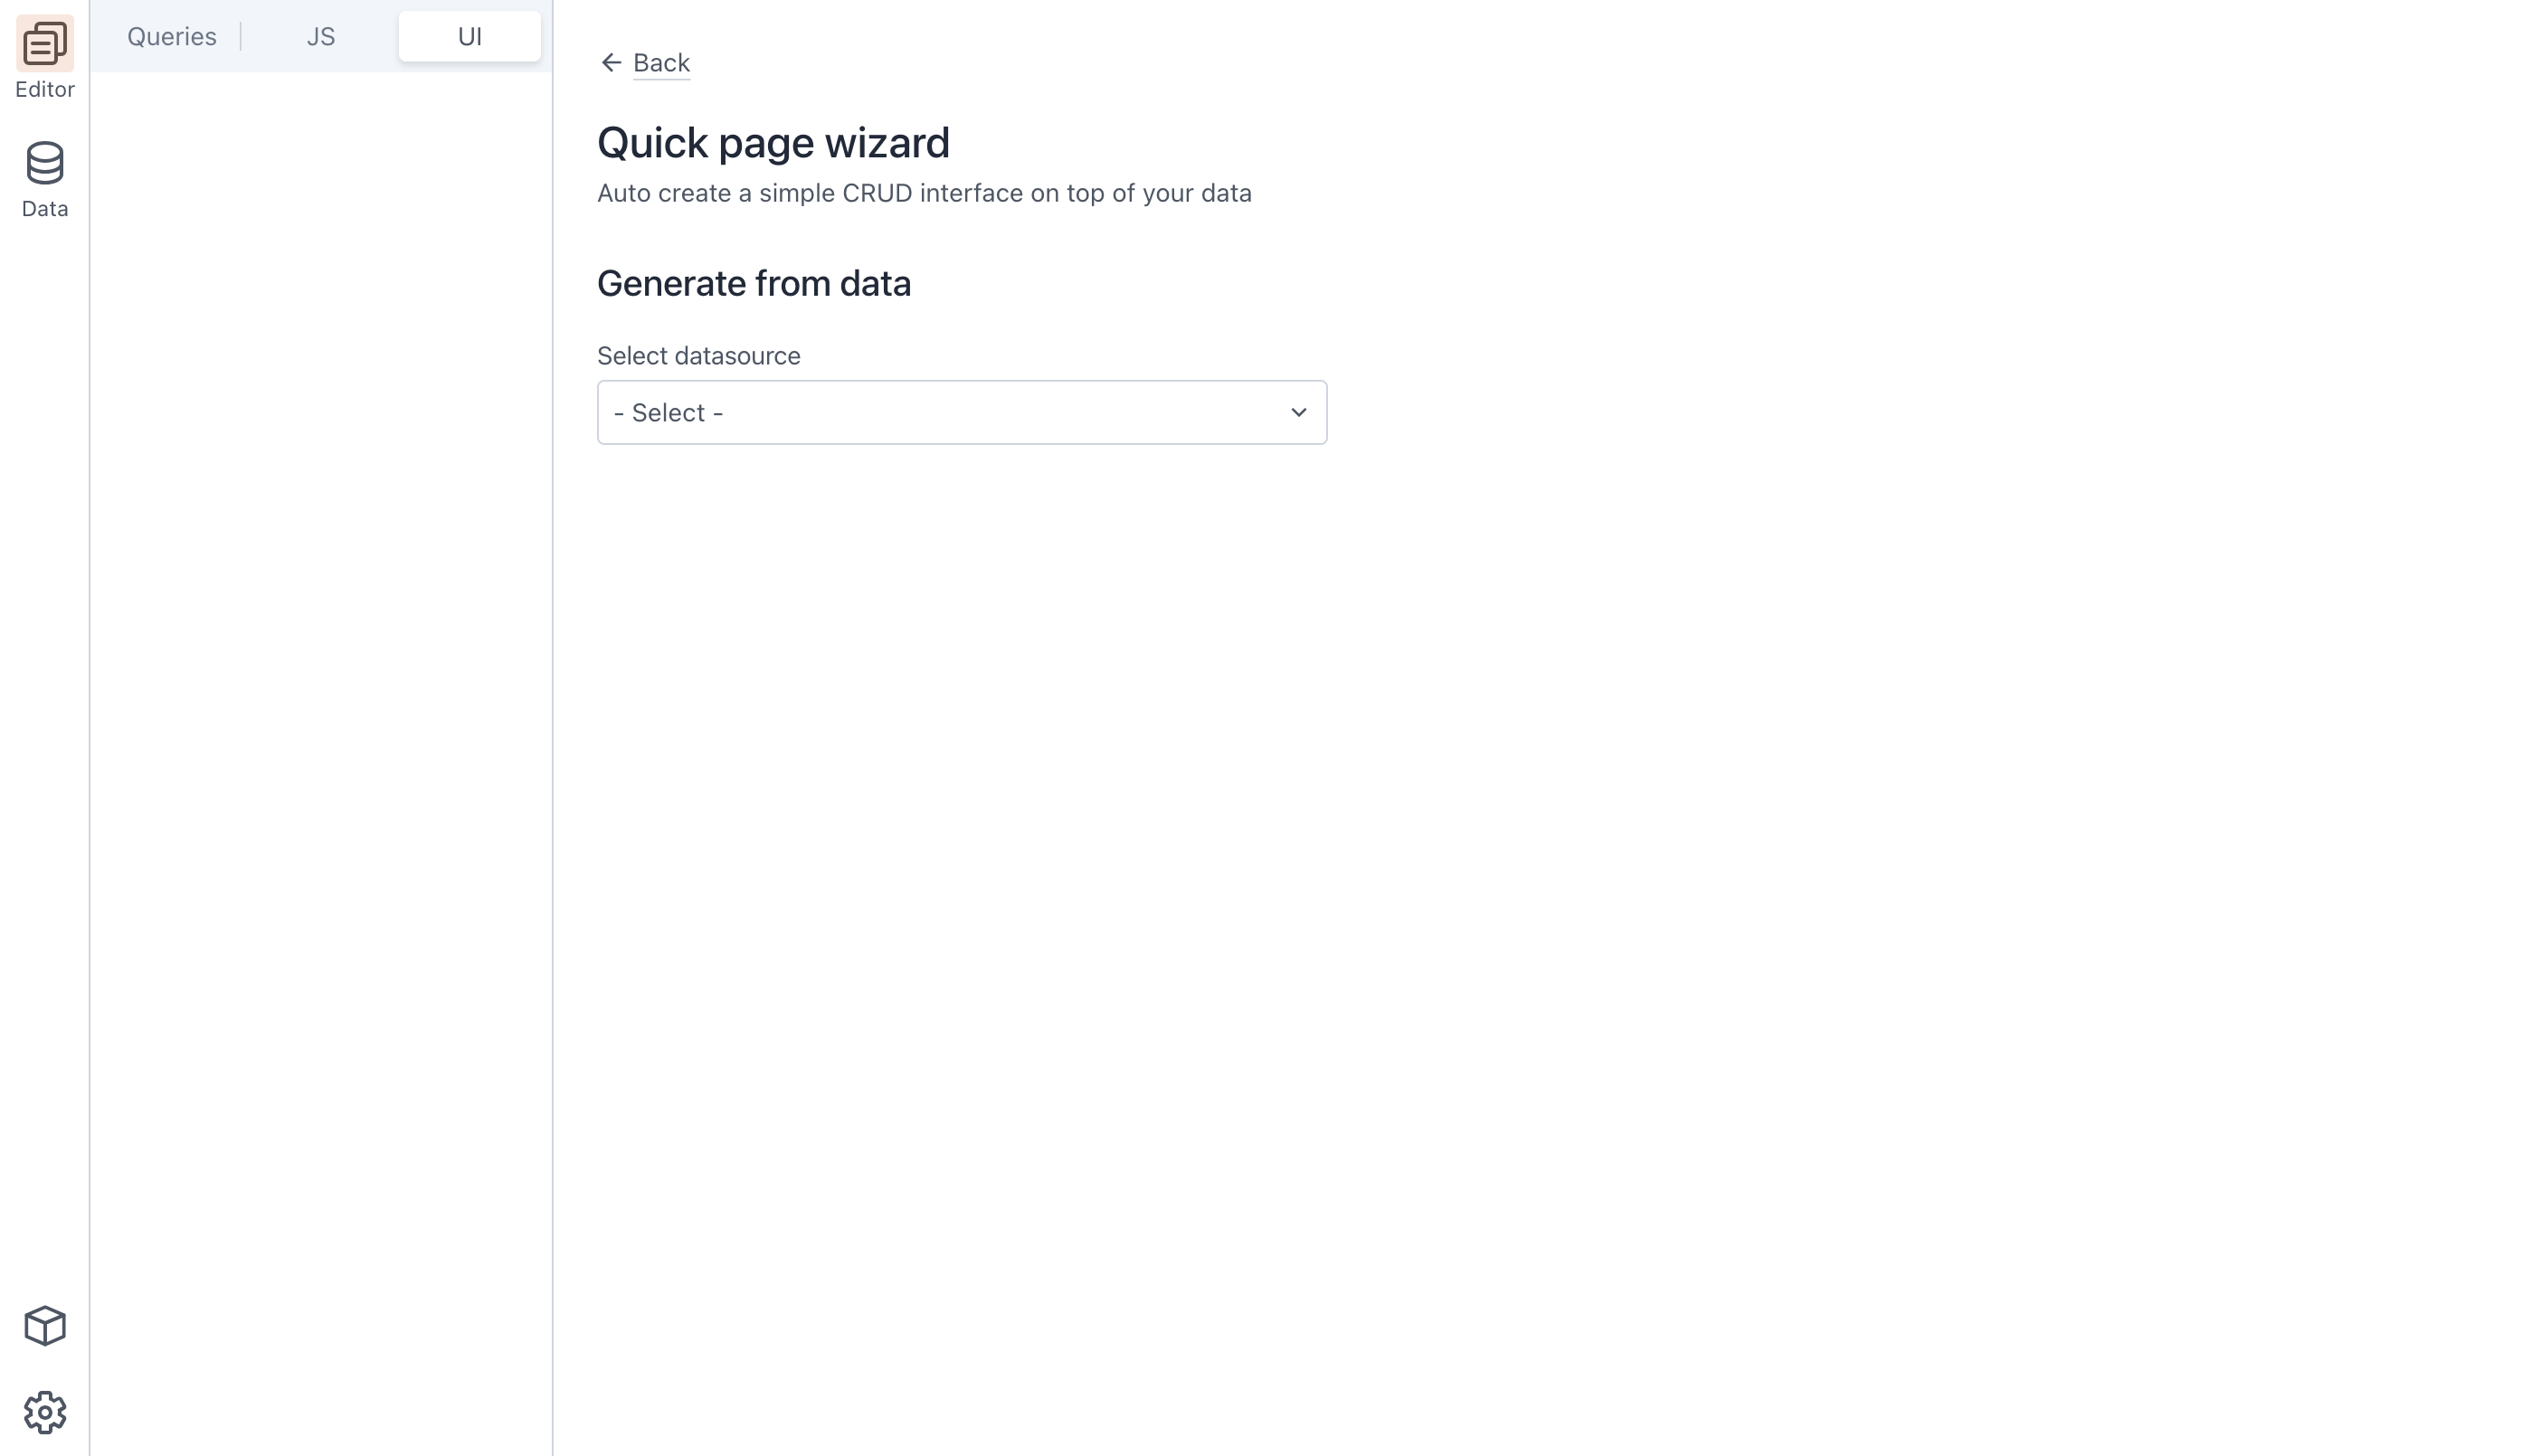 Editor
Data
Queries
JS
UI
Back
Quick page wizard
Auto create a simple CRUD interface on top of your data
Generate from data
Select datasource
- Select -